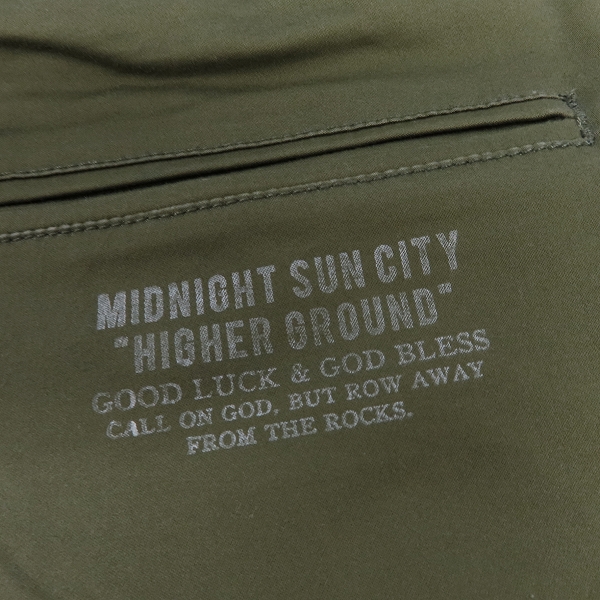 MIDNIGHT SUN CITY
"HIGHER GROUND"
GOOD LUCK & GOD BLESS
CALL ON GOD, BUT ROW AWAY
FROM THE ROCKS.